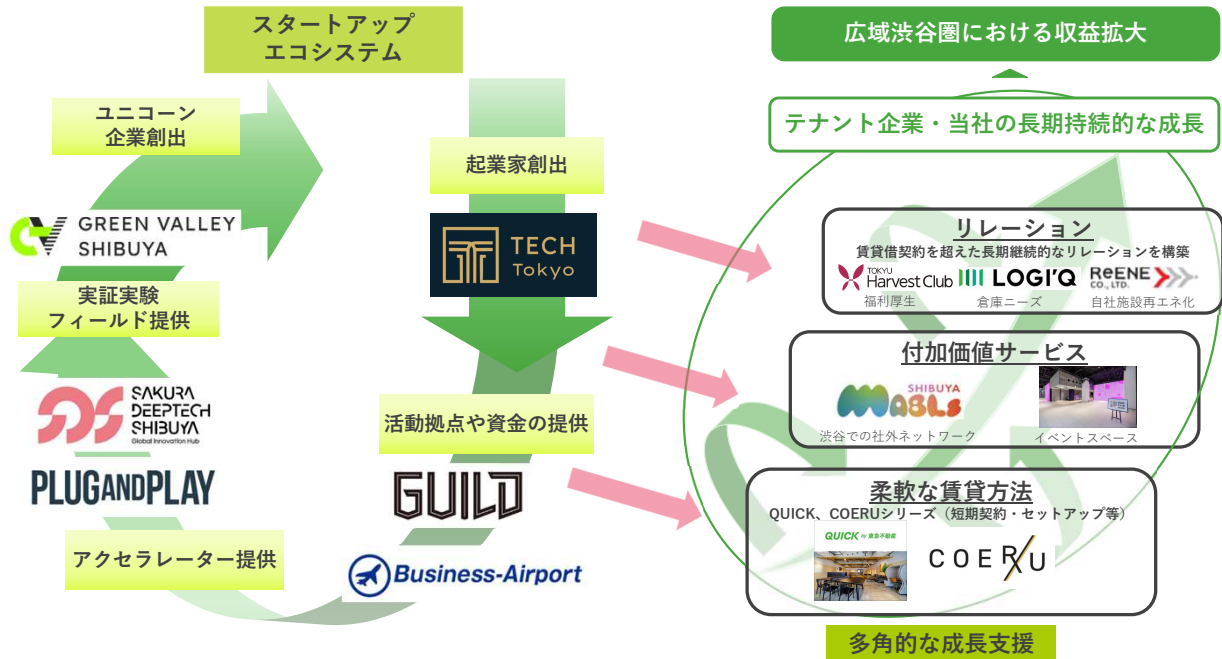 スタートアップ
エコシステム
ユニコーン
企業創出
GREEN VALLEY
SHIBUYA
実証実験
フィールド提供
SAKURA
DEEPTECH
SHIBUYA
Global Innovation Hub
PLUGANDPLAY
アクセラレーター提供
起業家創出
TECH
Tokyo
活動拠点や資金の提供
GUILD
Business-Airport
広域渋谷圏における収益拡大
テナント企業・当社の長期持続的な成長
リレーション
賃貸借契約を超えた長期継続的なリレーションを構築
TOKYU
Harvest Club
LOGI'Q
ReENE
CO., LTD.
福利厚生
倉庫ニーズ
自社施設再エネ化
付加価値サービス
SHIBUYA
MABLs
渋谷での社外ネットワーク
イベントスペース
柔軟な賃貸方法
QUICK、COERUシリーズ（短期契約・セットアップ等）
QUICK by 東急不動産
COERU
多角的な成長支援